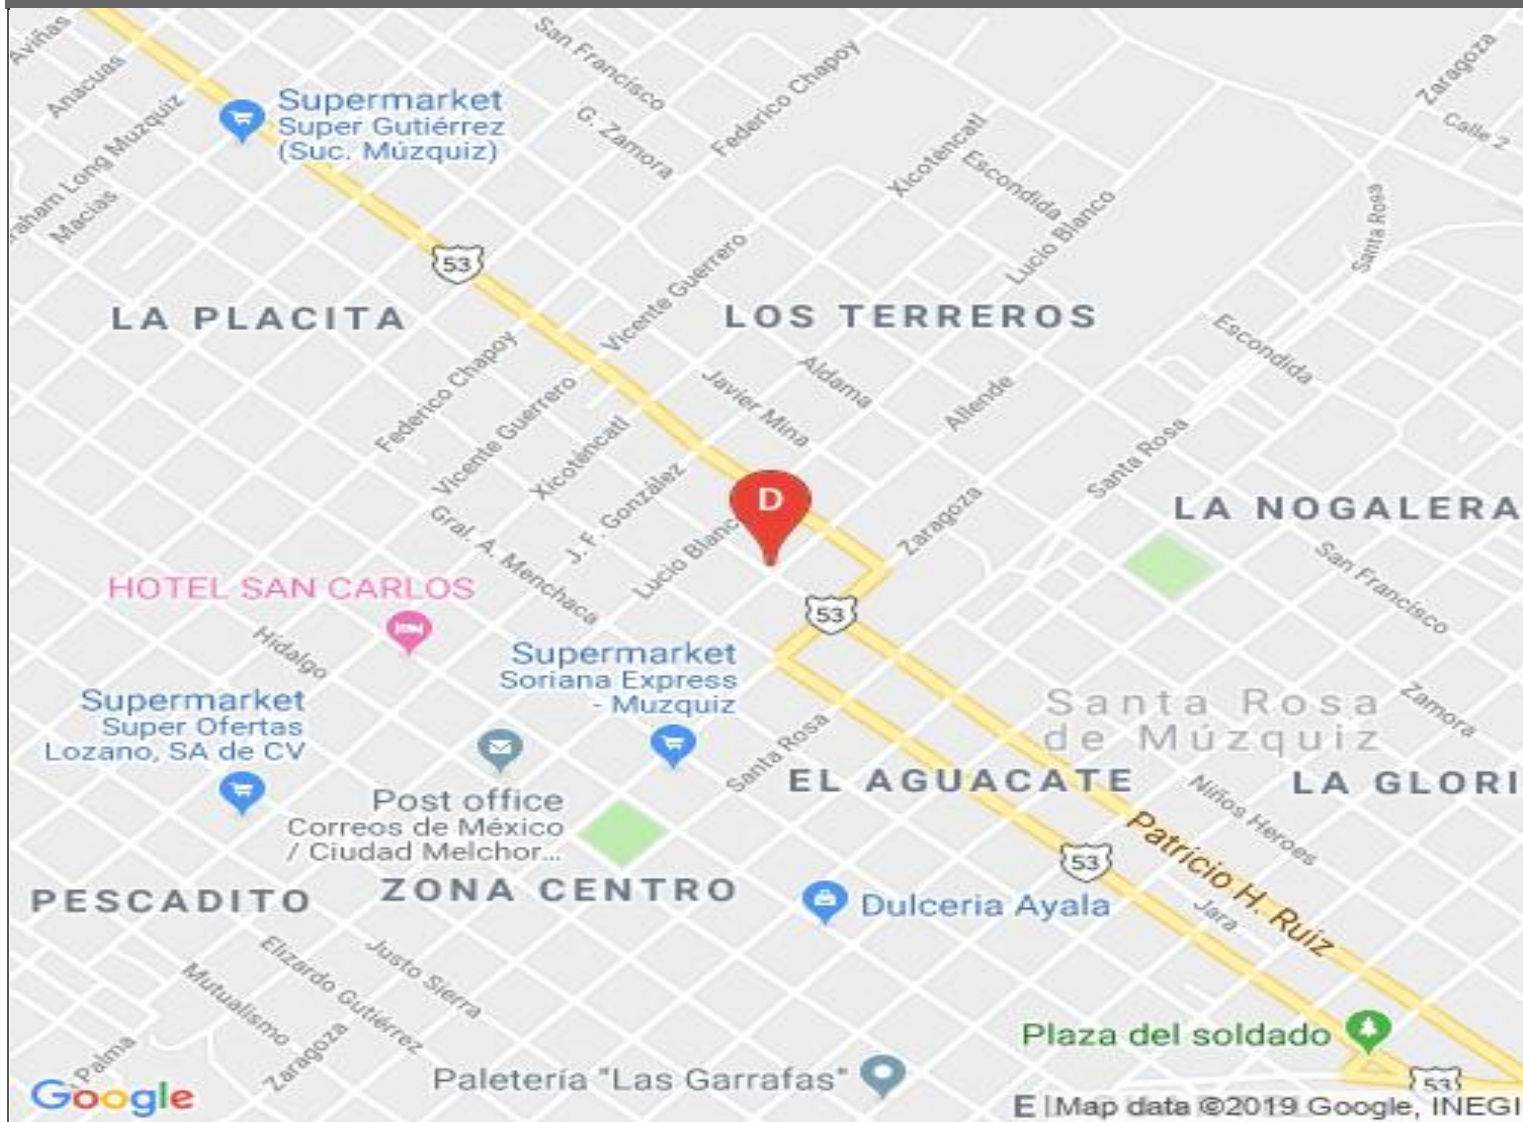 Aviñas
Anacuas
San Francisco
Federico Chapoy
Zaragoza
Calle 2
Supermarket
Super Gutiérrez
(Suc. Múzquiz)
G. Zamora
Long Muzquiz
Macias
Xicoténcatl
Escondida
Lucio Blanco
Santa Rosa
53
Vicente Guerrero
LA PLACITA
LOS TERREROS
Escondida
Federico Chapoy
Vicente Guerrero
Xicoténcatl
Javier Mina
Aldama
Allende
Santa Rosa
J. F. González
D
Zaragoza
LA NOGALERA
Gral. A. Menchaca
Lucio Blanc
San Francisco
HOTEL SAN CARLOS
53
Hidalgo
Supermarket
Soriana Express
- Muzquiz
Supermarket
Super Ofertas
Lozano, SA de CV
Santa Rosa
de Múzquiz
Zamora
Santa Rosa
EL AGUACATE
LA GLORI
Niños Heroes
Post office
Correos de México
/ Ciudad Melchor...
Patricio H. Ruiz
53
PESCADITO
ZONA CENTRO
Dulceria Ayala
Jara
Elizardo Gutiérrez
Justo Sierra
Mutualismo
Zaragoza
Palma
Plaza del soldado
Paletería "Las Garrafas"
53
Google
E
Map data ©2019 Google, INEGI